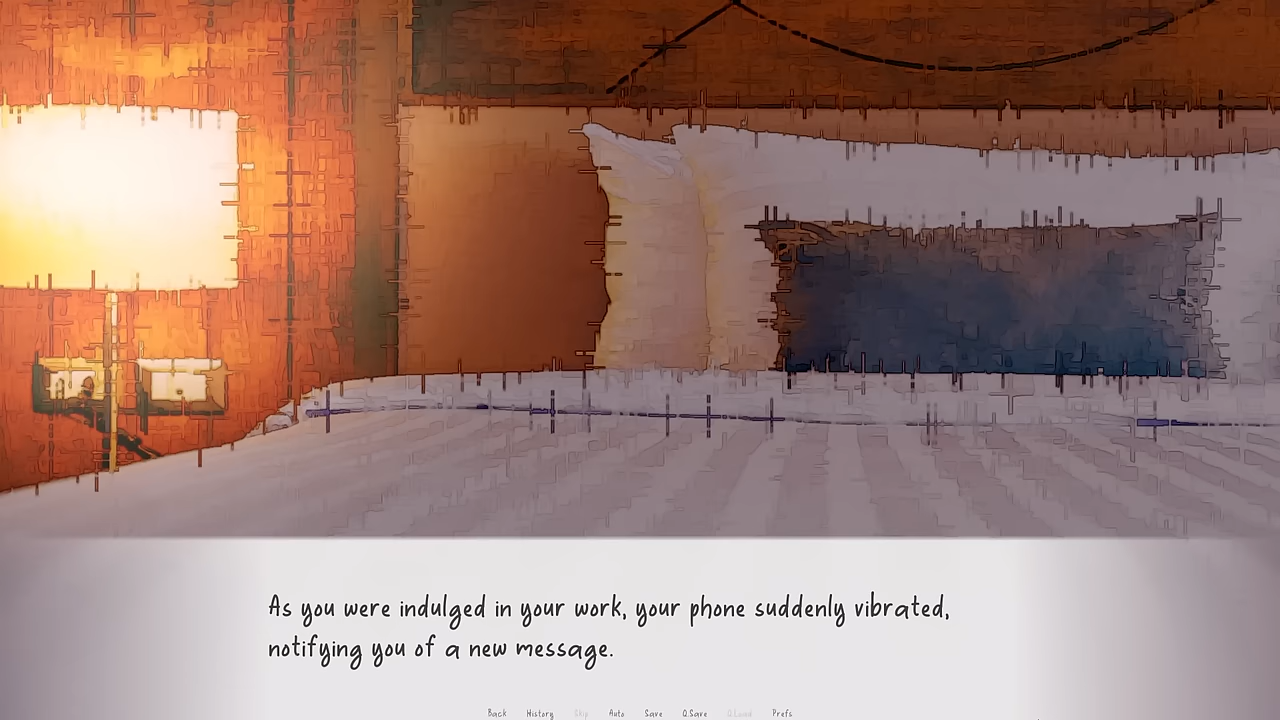 As you were indulged in your work, your phone suddenly vibrated,
notifying you of a new message.
Back History Skip Auto Save Q.Save Q.Load Prefs